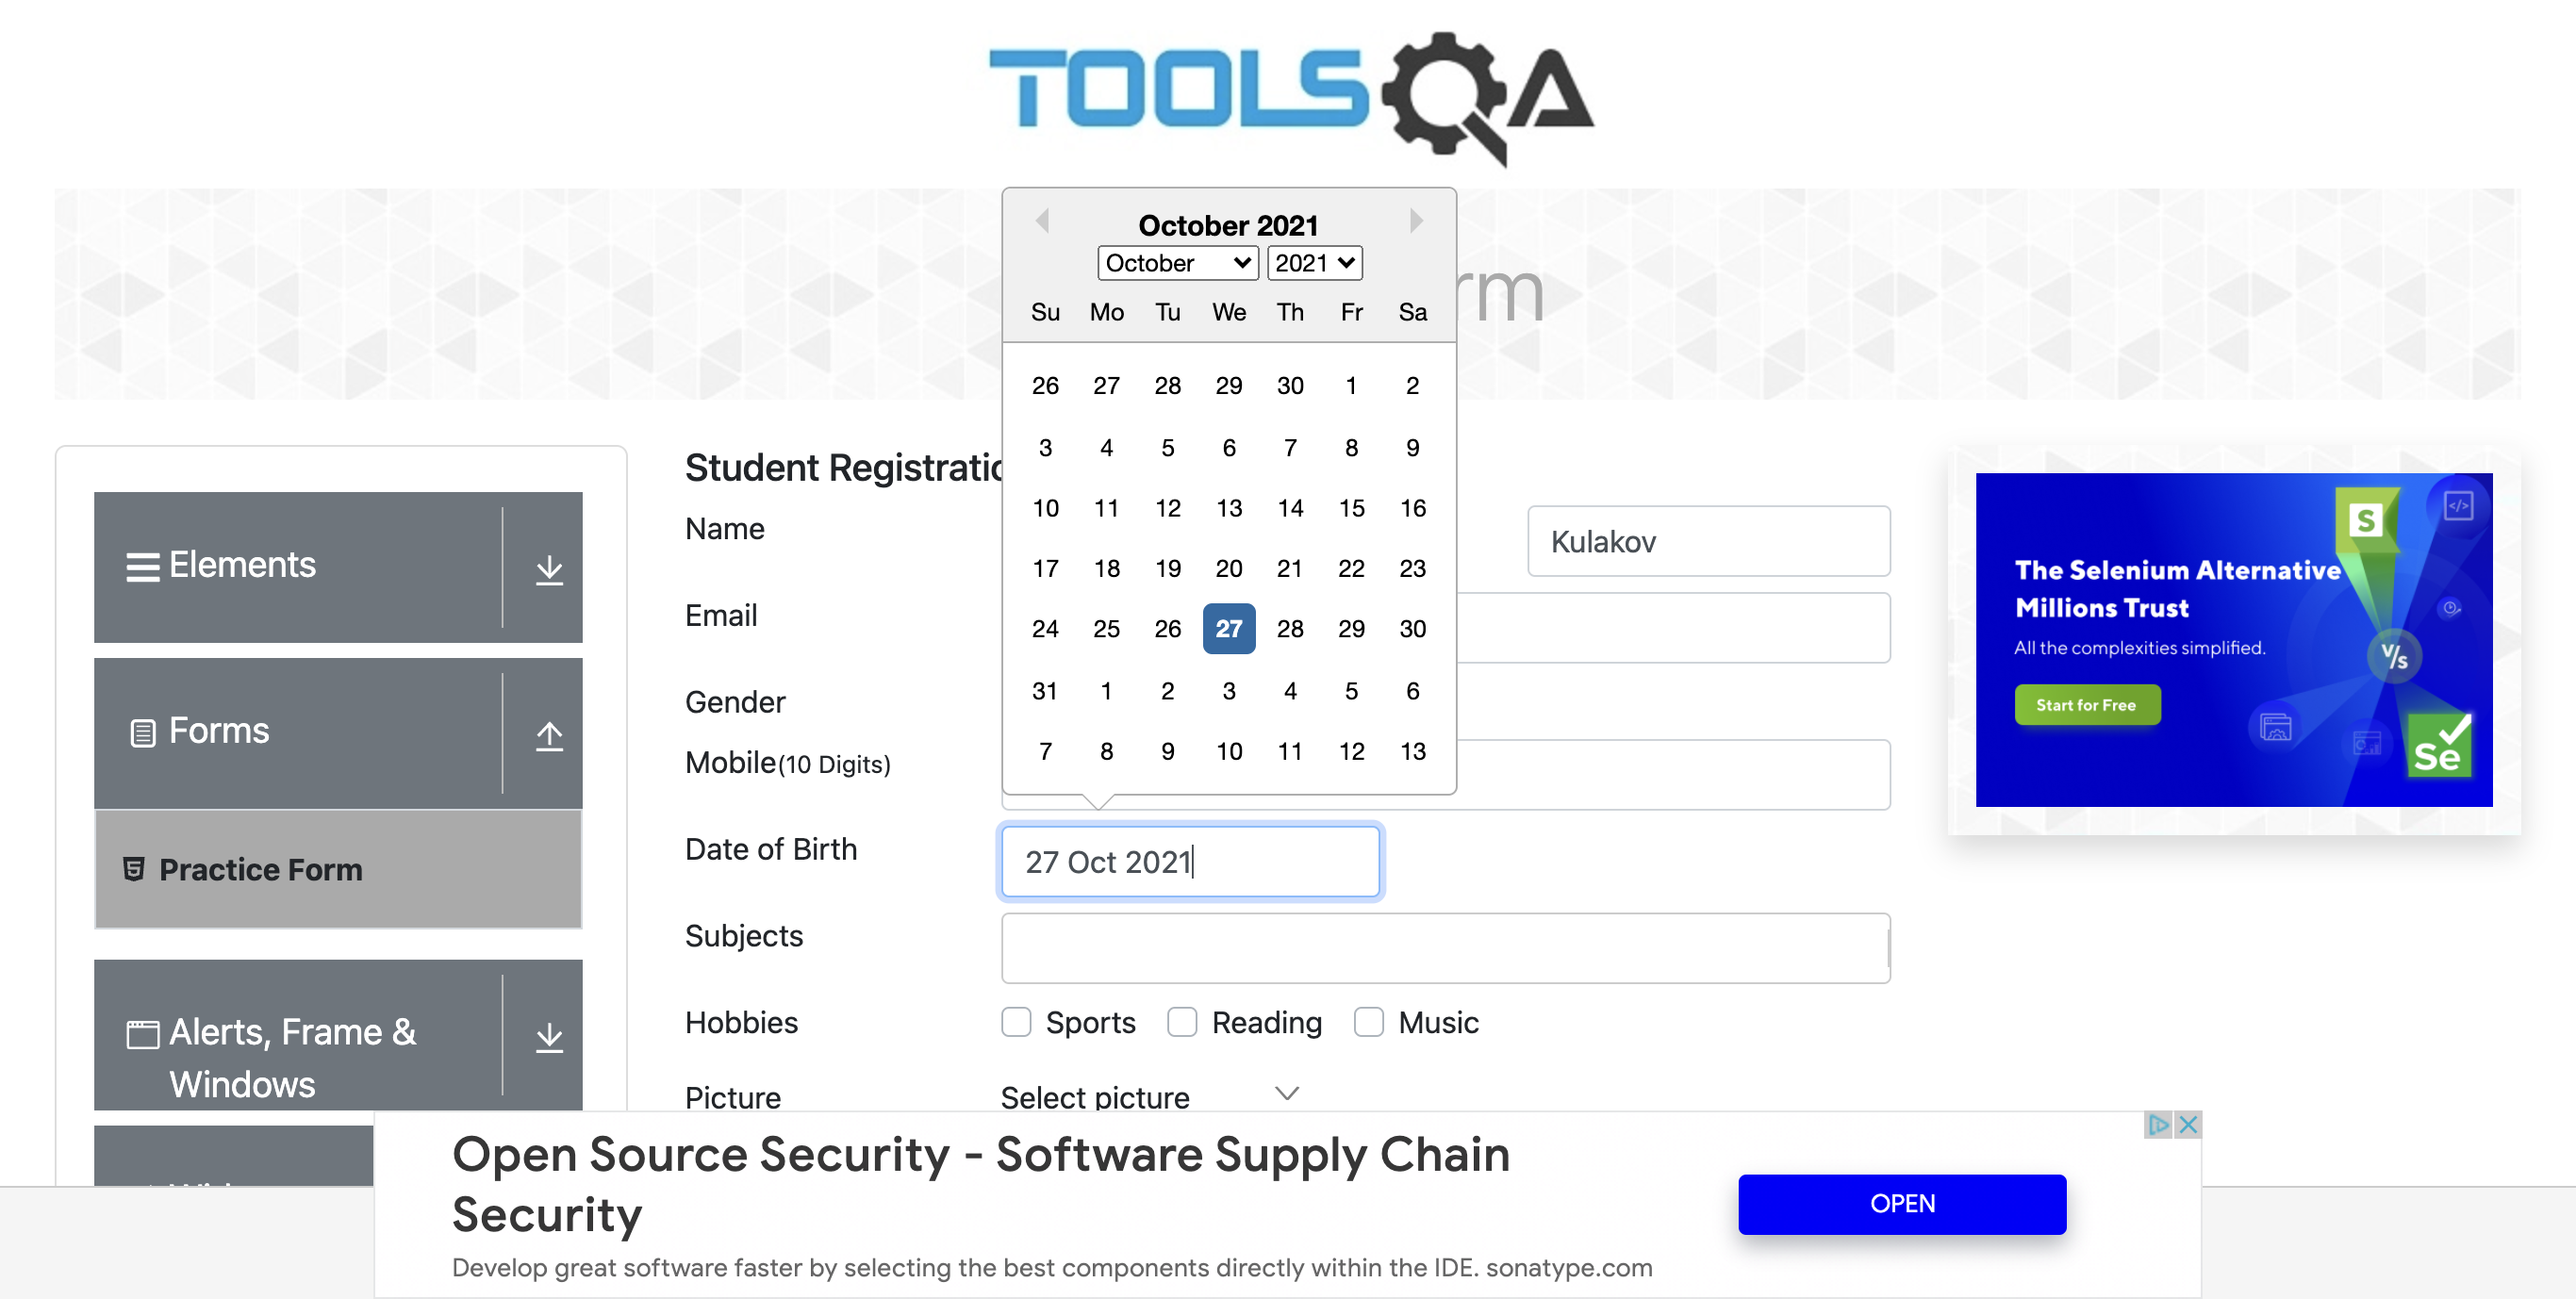 TOOLSQA
October 2021
October 2021
Su Mo Tu We Th Fr Sa
26 27 28 29 30 1 2
3 4 5 6 7 8 9
10 11 12 13 14 15 16
17 18 19 20 21 22 23
24 25 26 27 28 29 30
31 1 2 3 4 5 6
7 8 9 10 11 12 13
rm
Elements
Forms
Practice Form
Alerts, Frame &
Windows
Student Registratio
Name
Kulakov
Email
Gender
Mobile(10 Digits)
Date of Birth
27 Oct 2021
Subjects
Hobbies
Sports Reading Music
Picture
Select picture
The Selenium Alternative
Millions Trust
All the complexities simplified.
Start for Free
S
</>
V/s
Se
Open Source Security - Software Supply Chain
Security
Develop great software faster by selecting the best components directly within the IDE. sonatype.com
OPEN